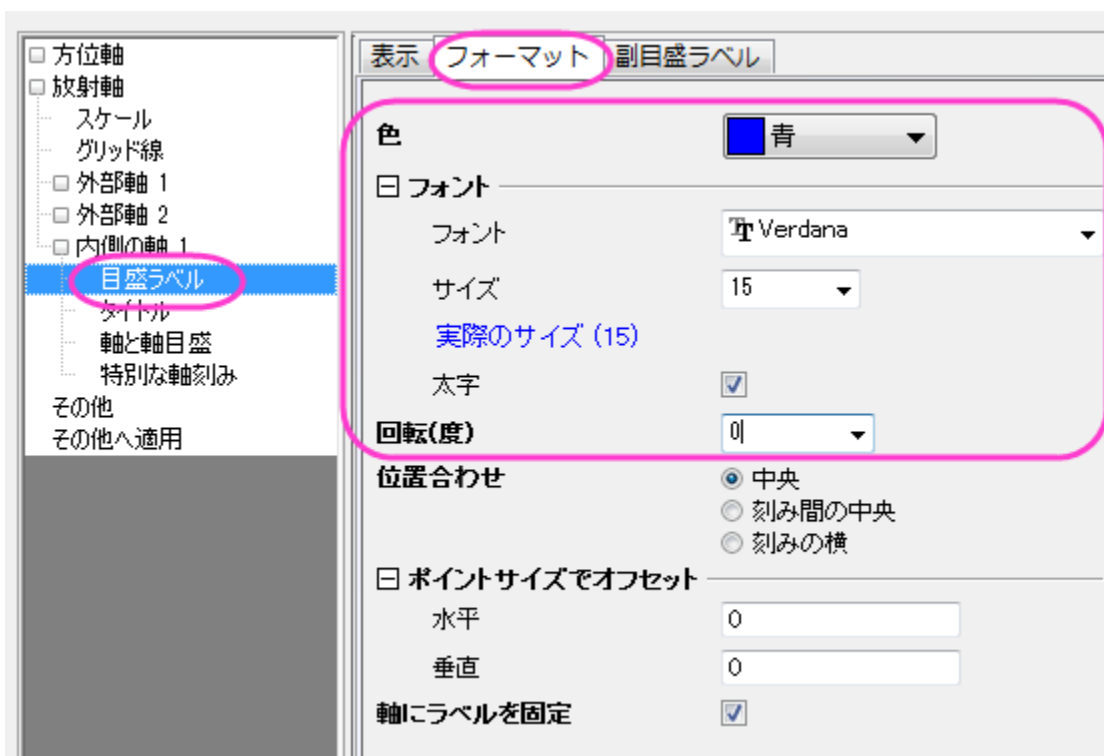 方位軸
放射軸
スケール
グリッド線
外部軸 1
外部軸 2
内側の軸 1
目盛ラベル
タイトル
軸と軸目盛
特別な軸刻み
その他
その他へ適用
表示 フォーマット 副目盛ラベル
色 青
フォント
フォント Verdana
サイズ 15
実際のサイズ (15)
太字
回転(度) 0
位置合わせ 中央
刻み間の中央
刻みの横
ポイントサイズでオフセット
水平 0
垂直 0
軸にラベルを固定